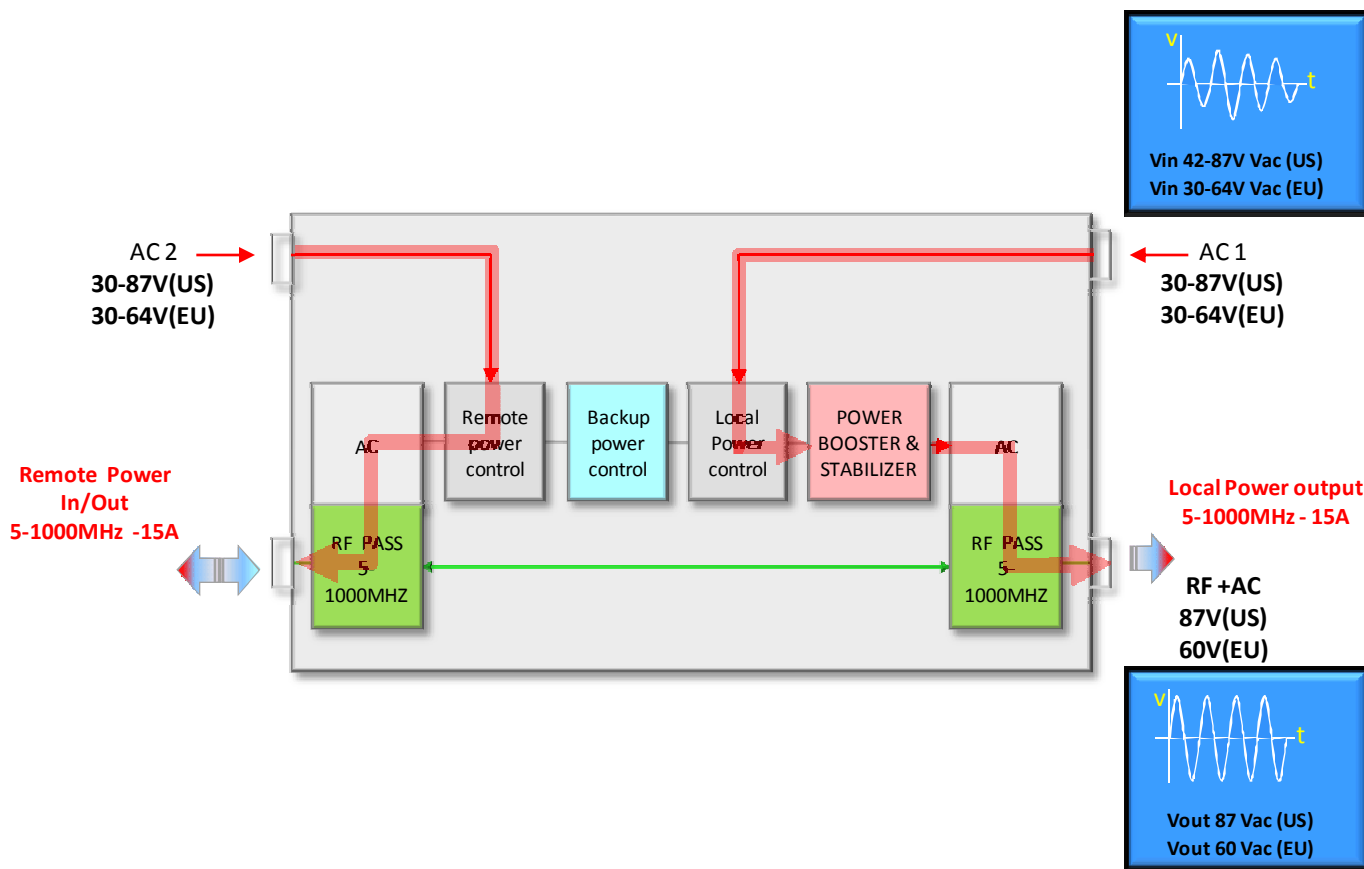 v
t
Vin 42-87V Vac (US)
Vin 30-64V Vac (EU)
AC 2
30-87V(US)
30-64V(EU)
AC 1
30-87V(US)
30-64V(EU)
AC
Remote
power
control
Backup
power
control
Local
Power
control
POWER
BOOSTER &
STABILIZER
AC
Remote Power
In/Out
5-1000MHz -15A
RF PASS
5-
1000MHZ
RF PASS
5-
1000MHZ
Local Power output
5-1000MHz - 15A
RF +AC
87V(US)
60V(EU)
v
t
Vout 87 Vac (US)
Vout 60 Vac (EU)